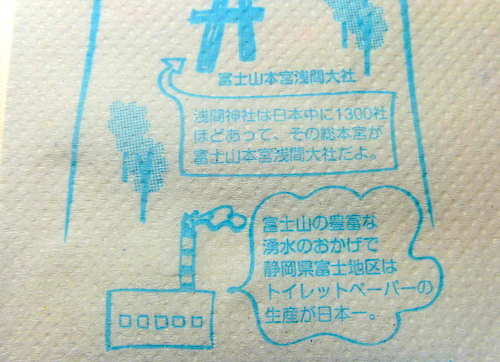 富士山本宮浅間大社
浅間神社は日本中に1300社
ほどあって、その総本宮が
富士山本宮浅間大社だよ。
富士山の豊富な
湧水のおかげで
静岡県富士地区は
トイレットペーパーの
生産が日本一。